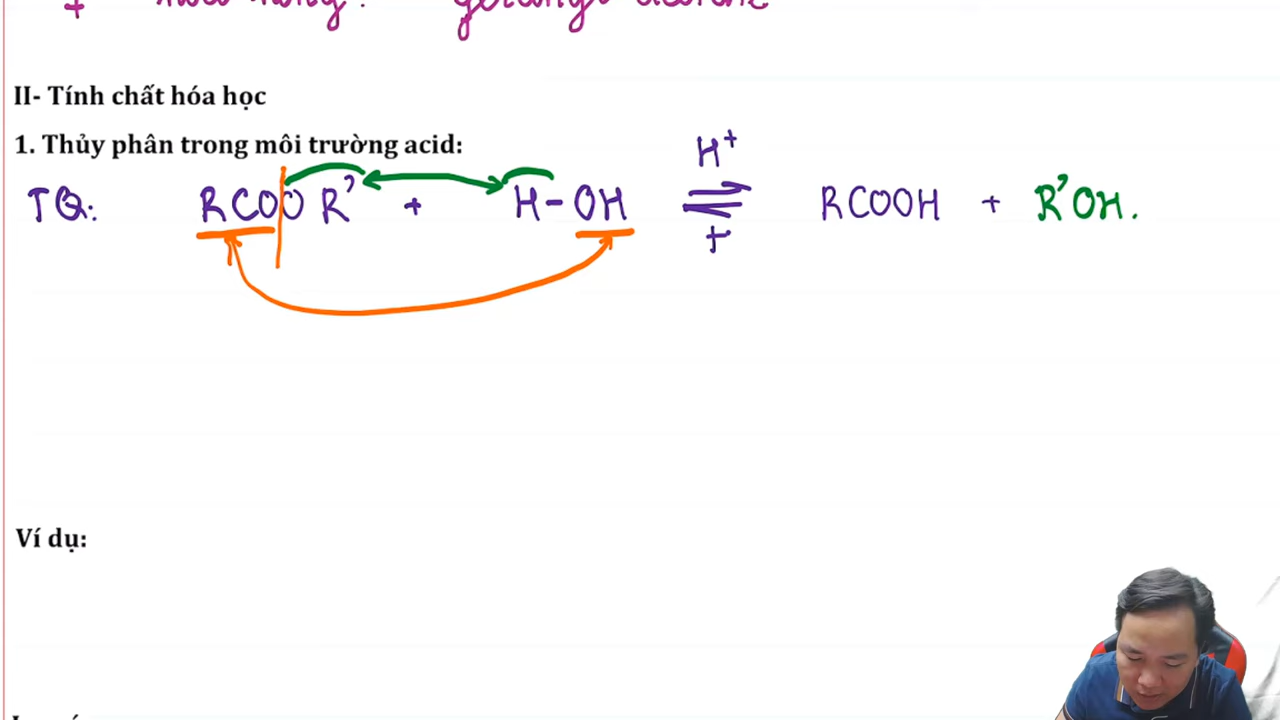 II- Tính chất hóa học
1. Thủy phân trong môi trường acid:
H⁺
TQ: RCOOR' + H-OH ⇌ RCOOH + R'OH.
t
Ví dụ: